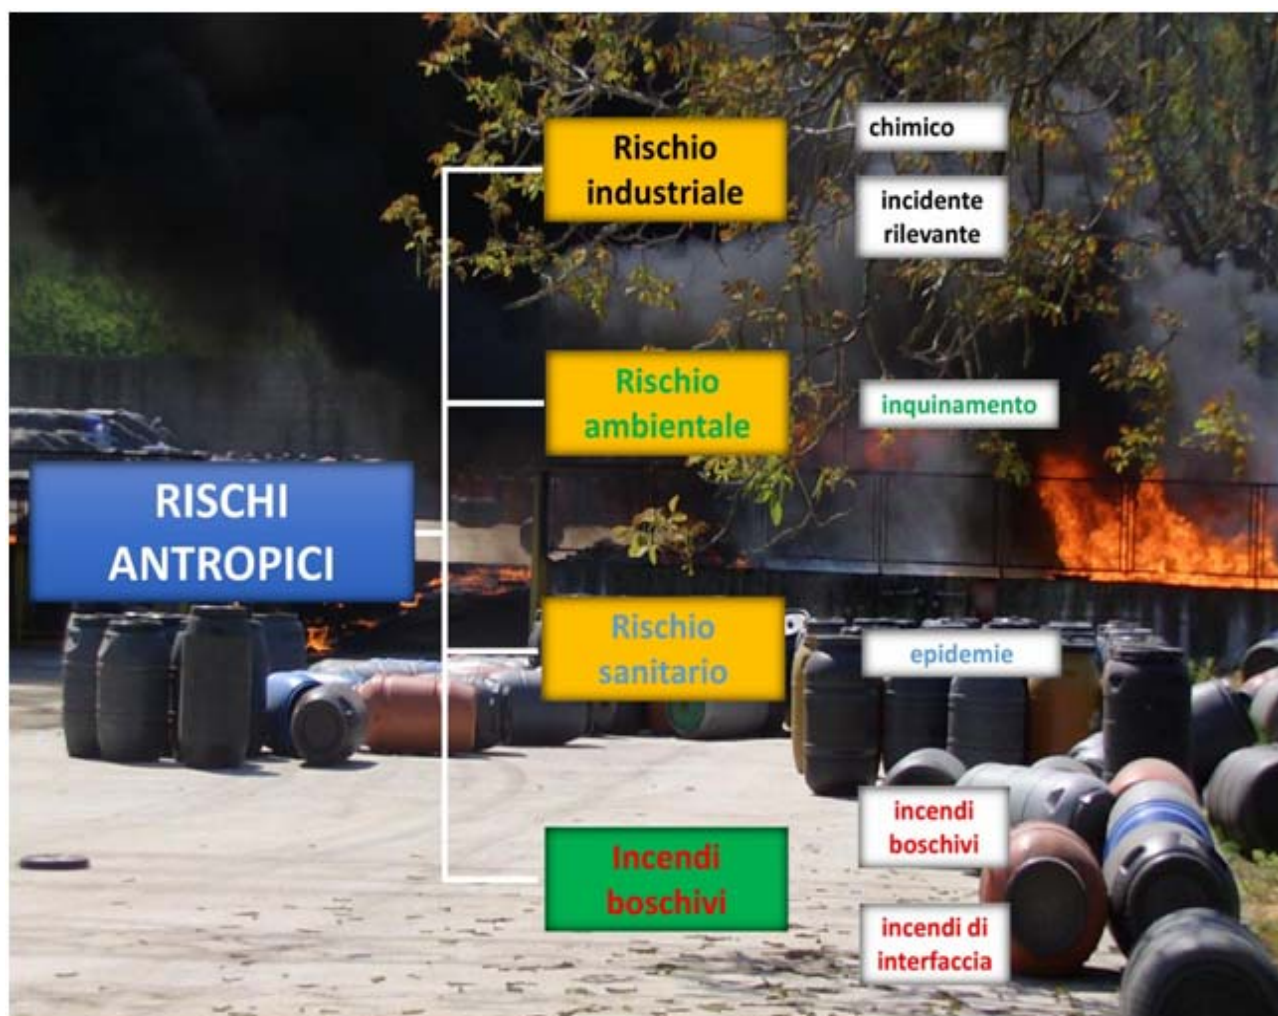 RISCHI
ANTROPICI
Rischio
industriale
chimico
incidente
rilevante
Rischio
ambientale
inquinamento
Rischio
sanitario
epidemie
Incendi
boschivi
incendi
boschivi
incendi di
interfaccia